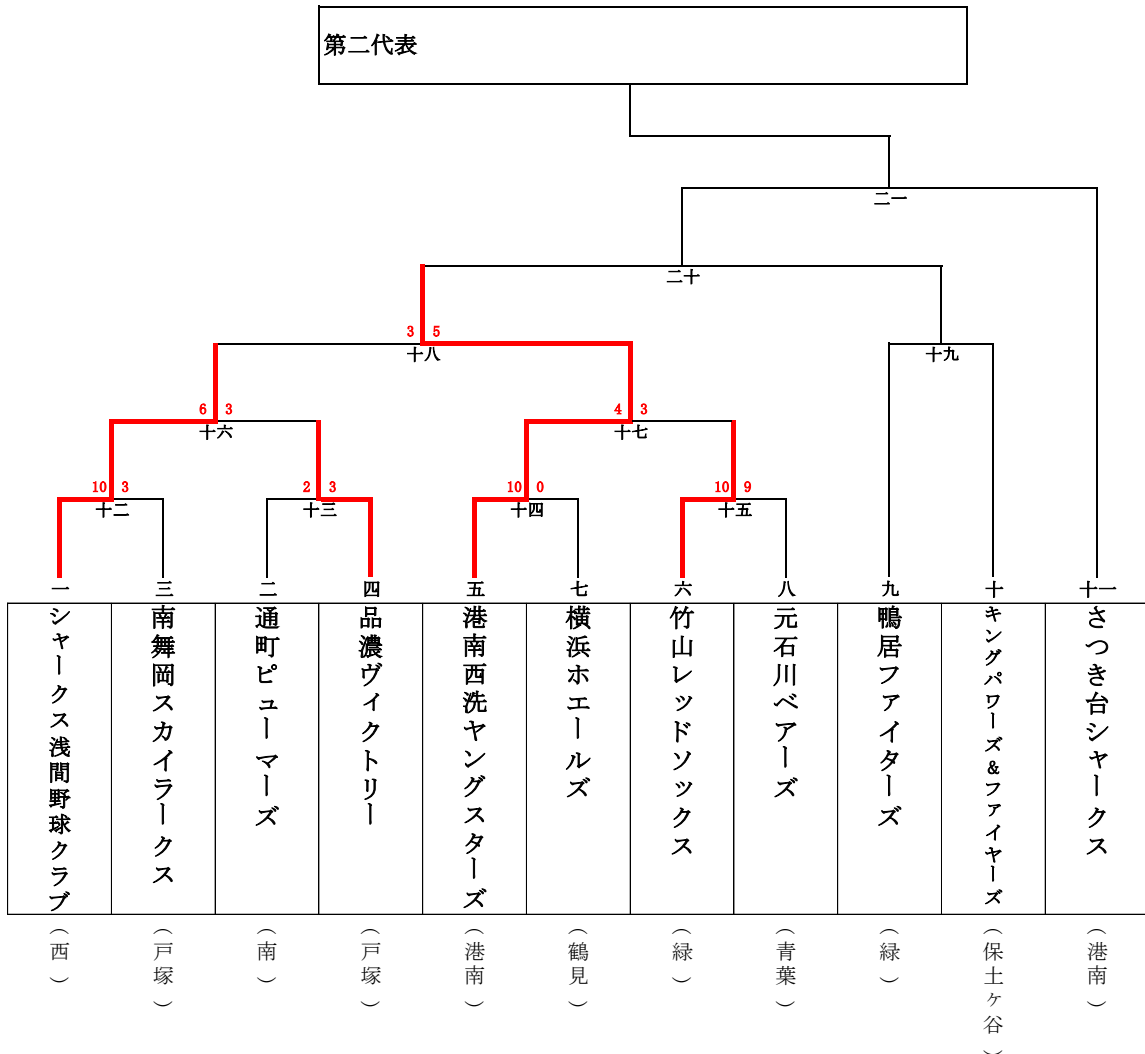 第二代表
二一
二十
3 5
十八
十九
6 3
十六
4 3
十七
10 3
十二
2 3
十三
10 0
十四
10 9
十五
一
三
二
四
五
七
六
八
九
十
十一
シャークス浅間野球クラブ
南舞岡スカイラークス
通町ピューマーズ
品濃ヴィクトリー
港南西洗ヤングスターズ
横浜ホエールズ
竹山レッドソックス
元石川ベアーズ
鴨居ファイターズ
キングパワーズ&ファイヤーズ
さつき台シャークス
（西）
（戸塚）
（南）
（戸塚）
（港南）
（鶴見）
（緑）
（青葉）
（緑）
（保土ヶ谷）
（港南）